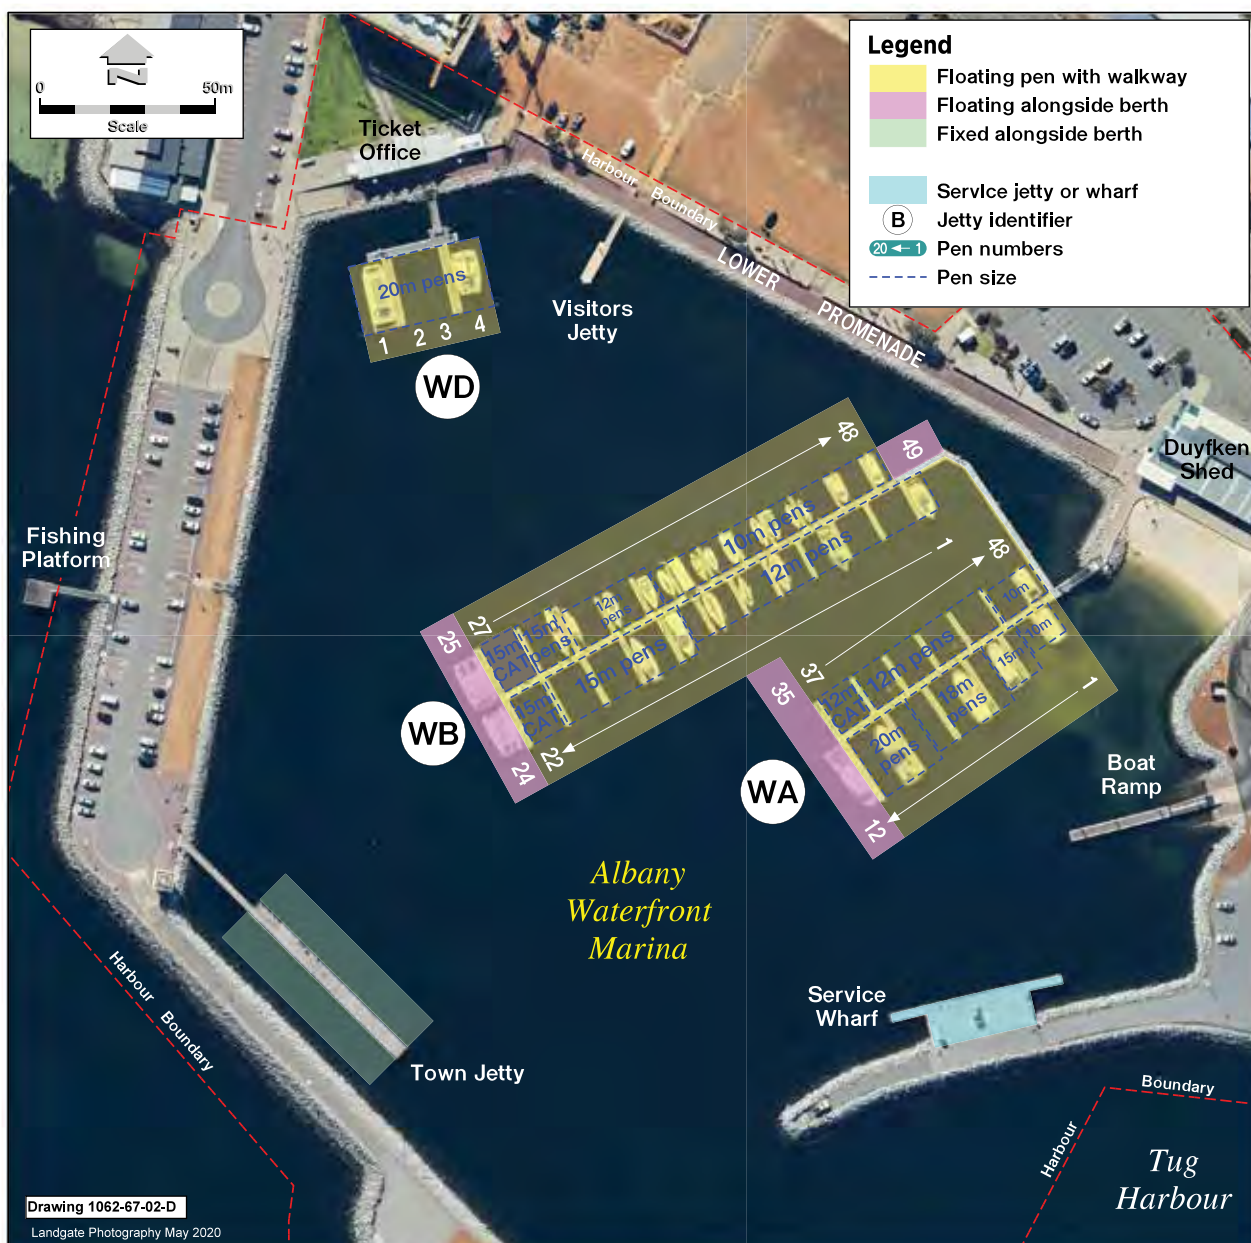 0 50m
N
Scale
Legend
Floating pen with walkway
Floating alongside berth
Fixed alongside berth
Service jetty or wharf
B Jetty identifier
20 ← 1 Pen numbers
Pen size
Ticket
Office
Harbour Boundary
LOWER PROMENADE
Visitors
Jetty
20m pens
1 2 3 4
WD
Duyfken
Shed
Fishing
Platform
48
49
10m pens
12m pens
1
48
27
25
12m
pens
15m
pens
15m
CAT
15m pens
15m
CAT
22
24
WB
10m
10m
12m pens
15m
37
35
12m
CAT
18m
pens
20m
pens
1
12
WA
Boat
Ramp
Albany
Waterfront
Marina
Service
Wharf
Town Jetty
Harbour Boundary
Harbour Boundary
Tug
Harbour
Drawing 1062-67-02-D
Landgate Photography May 2020